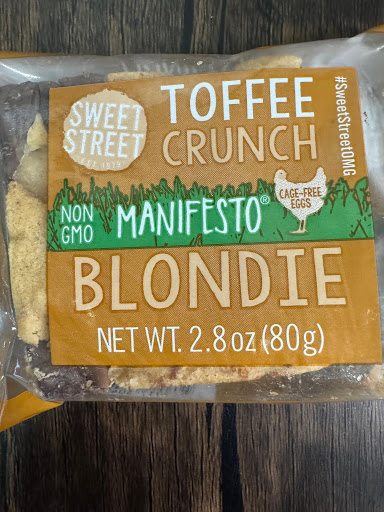 SWEET
STREET
EST. 1979
TOFFEE
CRUNCH
#SweetStreetOMG
CAGE-FREE
EGGS
NON
GMO
MANIFESTO®
BLONDIE
NET WT. 2.8 oz (80g)